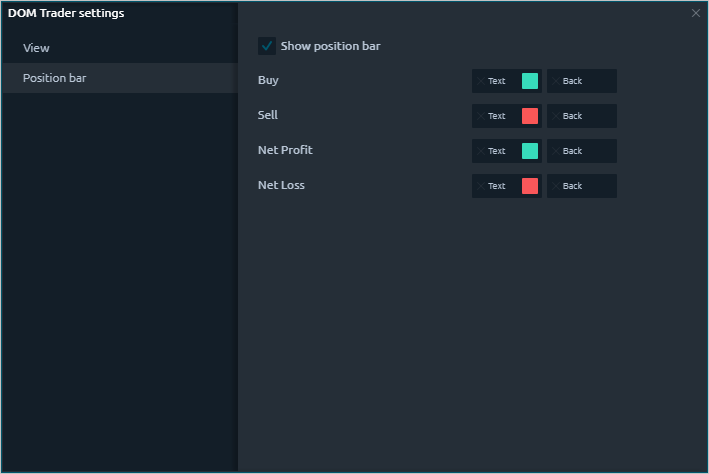 DOM Trader settings
View
Position bar
Show position bar
Buy Text Back
Sell Text Back
Net Profit Text Back
Net Loss Text Back